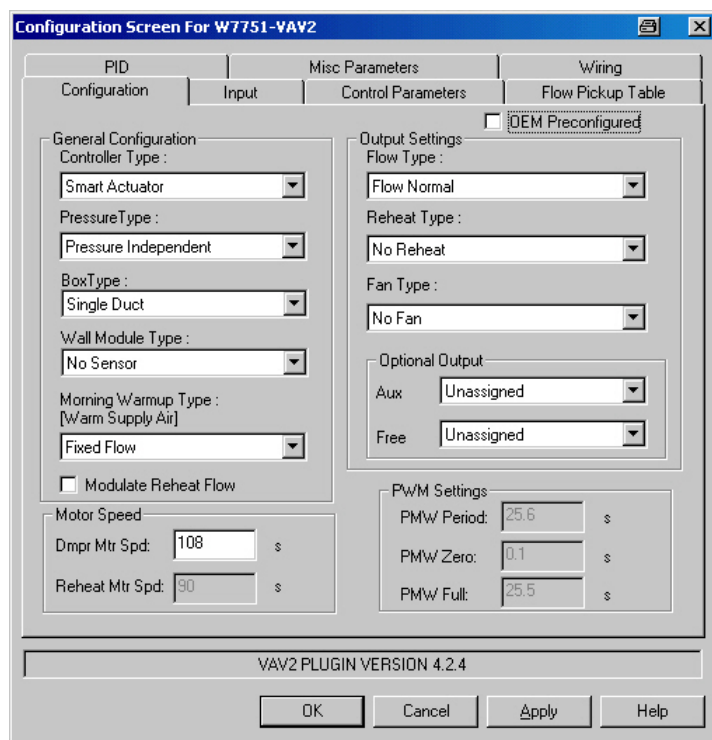 Configuration Screen For W7751-VAV2
PID
Misc Parameters
Wiring
Configuration
Input
Control Parameters
Flow Pickup Table
OEM Preconfigured
General Configuration
Controller Type :
Smart Actuator
PressureType :
Pressure Independent
BoxType :
Single Duct
Wall Module Type :
No Sensor
Morning Warmup Type :
[Warm Supply Air]
Fixed Flow
Modulate Reheat Flow
Motor Speed
Dmpr Mtr Spd: 108 s
Reheat Mtr Spd: 90 s
Output Settings
Flow Type :
Flow Normal
Reheat Type :
No Reheat
Fan Type :
No Fan
Optional Output
Aux Unassigned
Free Unassigned
PWM Settings
PMW Period: 25.6 s
PMW Zero: 0.1 s
PMW Full: 25.5 s
VAV2 PLUGIN VERSION 4.2.4
OK
Cancel
Apply
Help